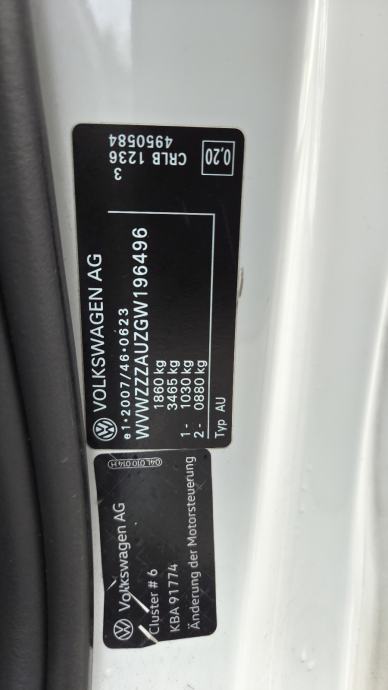 VOLKSWAGEN AG
e1*2007/46*0623
WVWZZZAUZGW196496
1860 kg
3465 kg
1- 1030 kg
2- 0880 kg
Typ AU
3
CRLB 1236
4950584
0,20
04L010014H
Volkswagen AG
Cluster # 6
KBA 91774
Änderung der Motorsteuerung